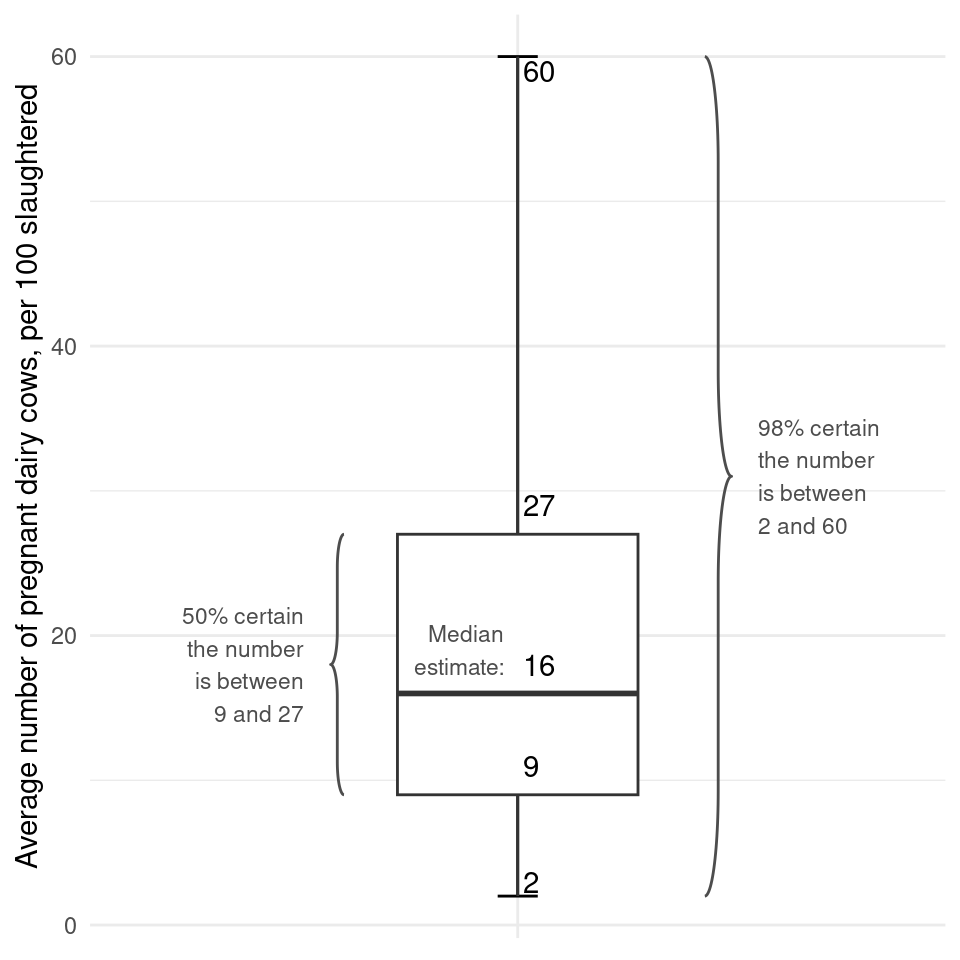 Average number of pregnant dairy cows, per 100 slaughtered
60
40
20
0
60
27
Median
estimate: 16
9
2
50% certain
the number
is between
9 and 27
98% certain
the number
is between
2 and 60